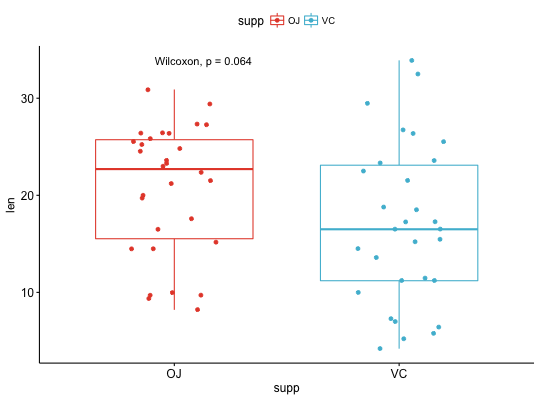 supp OJ VC
Wilcoxon, p = 0.064
len
30
20
10
OJ VC
supp